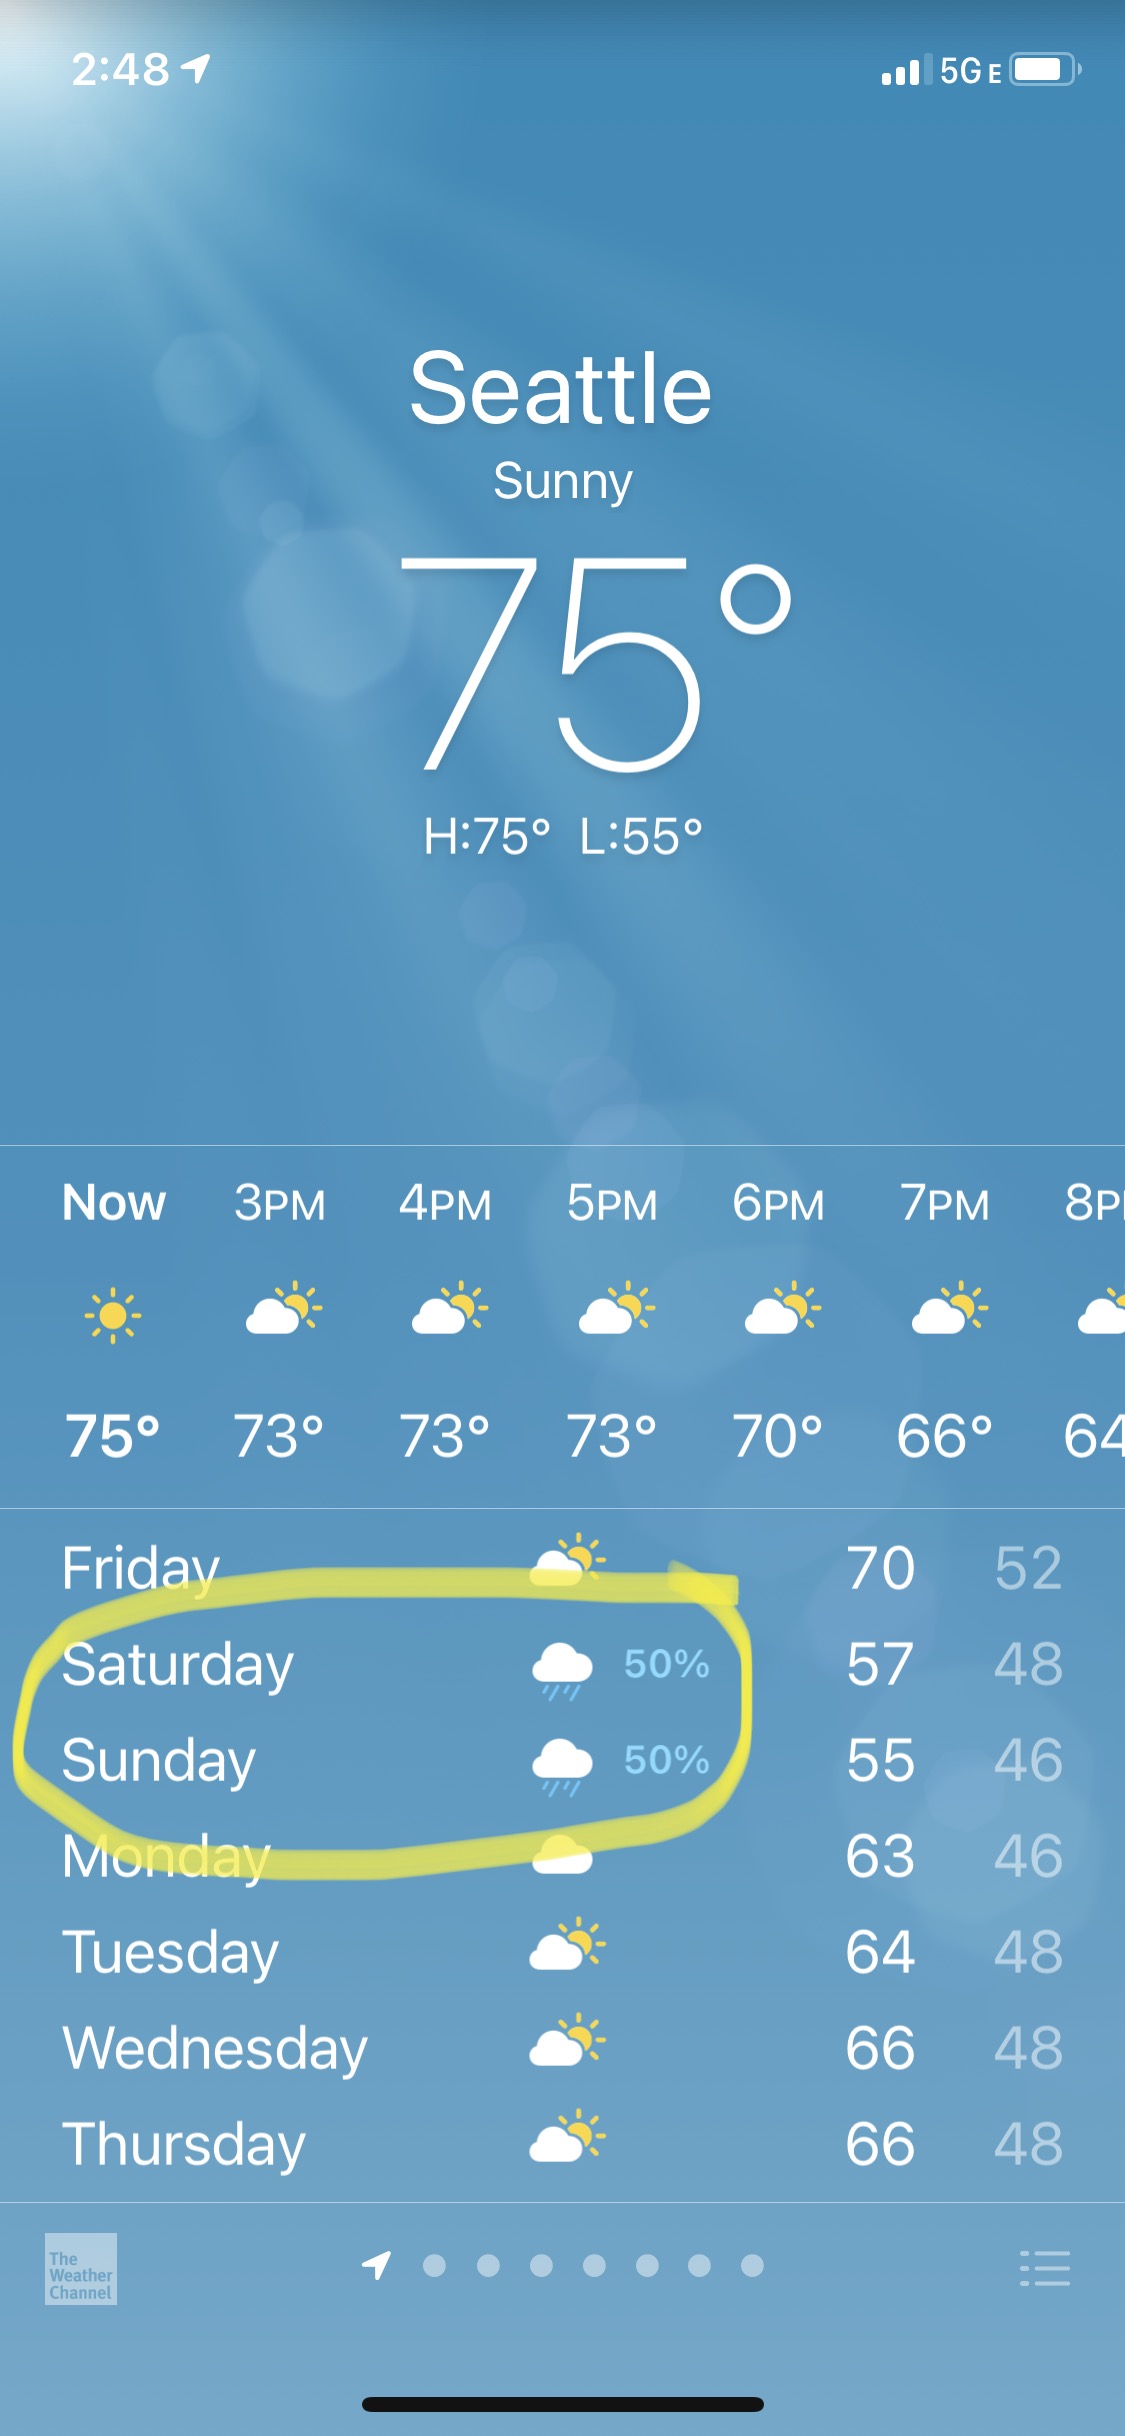 2:48 5G E
Seattle
Sunny
75°
H:75° L:55°
Now 3PM 4PM 5PM 6PM 7PM 8P
75° 73° 73° 73° 70° 66° 64
Friday 70 52
Saturday 50% 57 48
Sunday 50% 55 46
Monday 63 46
Tuesday 64 48
Wednesday 66 48
Thursday 66 48
The
Weather
Channel